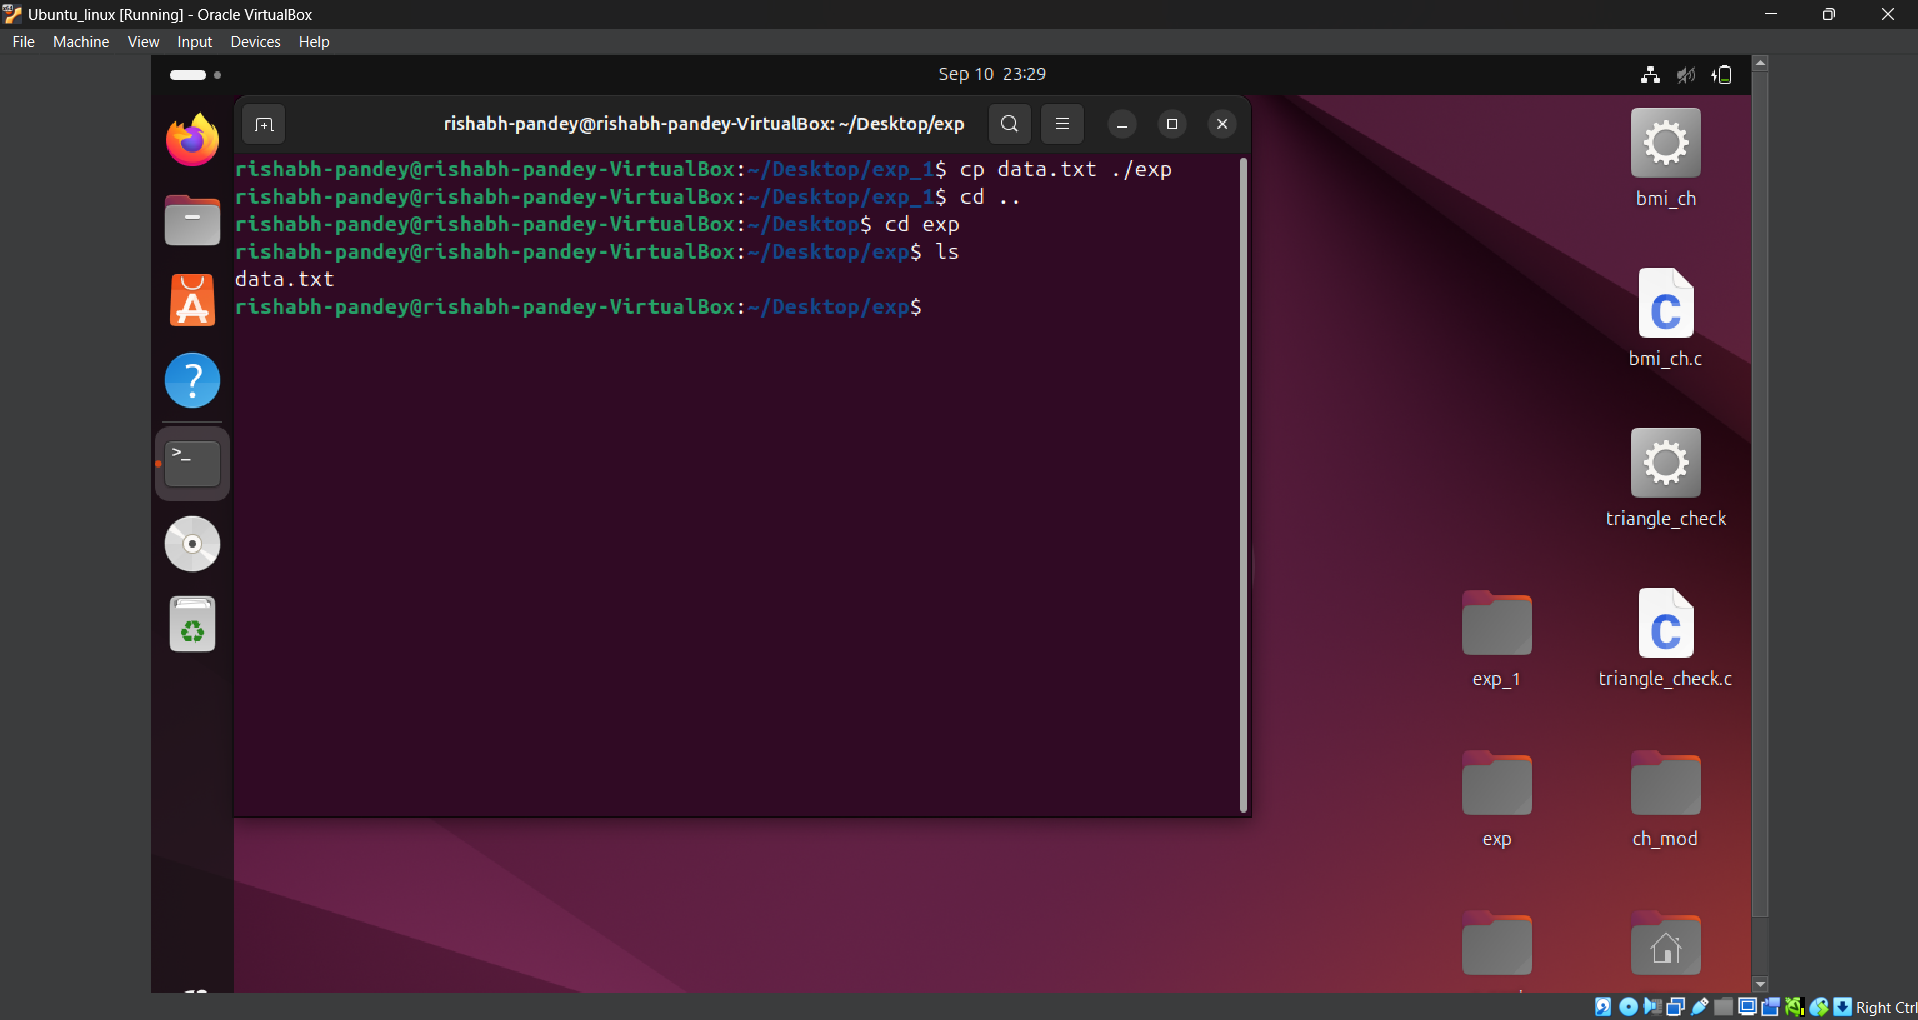 Ubuntu_linux [Running] - Oracle VirtualBox
File Machine View Input Devices Help
Sep 10 23:29
rishabh-pandey@rishabh-pandey-VirtualBox: ~/Desktop/exp
rishabh-pandey@rishabh-pandey-VirtualBox:~/Desktop/exp_1$ cp data.txt ./exp
rishabh-pandey@rishabh-pandey-VirtualBox:~/Desktop/exp_1$ cd ..
rishabh-pandey@rishabh-pandey-VirtualBox:~/Desktop$ cd exp
rishabh-pandey@rishabh-pandey-VirtualBox:~/Desktop/exp$ ls
data.txt
rishabh-pandey@rishabh-pandey-VirtualBox:~/Desktop/exp$
bmi_ch
bmi_ch.c
triangle_check
exp_1
triangle_check.c
exp
ch_mod
Right Ctrl